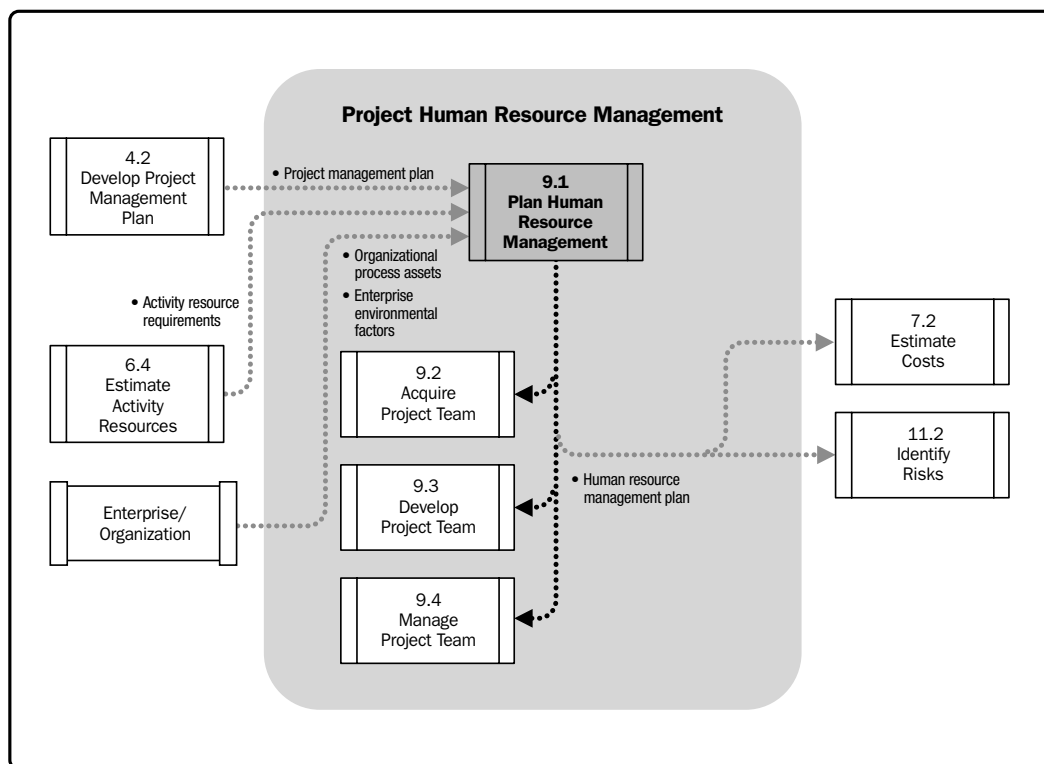 Project Human Resource Management
4.2
Develop Project
Management
Plan
• Project management plan
9.1
Plan Human
Resource
Management
• Organizational
process assets
• Enterprise
environmental
factors
• Activity resource
requirements
6.4
Estimate
Activity
Resources
9.2
Acquire
Project Team
7.2
Estimate
Costs
11.2
Identify
Risks
9.3
Develop
Project Team
• Human resource
management plan
Enterprise/
Organization
9.4
Manage
Project Team